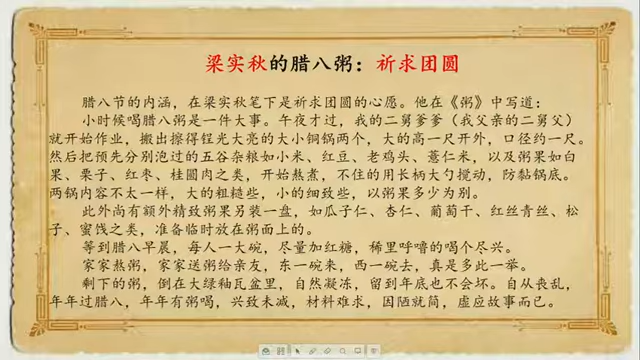 梁实秋的腊八粥：祈求团圆
腊八节的内涵，在梁实秋笔下是祈求团圆的心愿。他在《粥》中写道：
小时候喝腊八粥是一件大事。午夜才过，我的二舅爹爹（我父亲的二舅父）
就开始作业，搬出擦得锃光大亮的大小铜锅两个，大的高一尺开外，口径约一尺。
然后把预先分别泡过的五谷杂粮如小米、红豆、老鸡头、薏仁米，以及粥果如白
果、栗子、红枣、桂圆肉之类，开始熬煮，不住的用长柄大勺搅动，防黏锅底。
两锅内容不太一样，大的粗糙些，小的细致些，以粥果多少为别。
此外尚有额外精致粥果另装一盘，如瓜子仁、杏仁、葡萄干、红丝青丝、松
子、蜜饯之类，准备临时放在粥面上的。
等到腊八早晨，每人一大碗，尽量加红糖，稀里呼噜的喝个尽兴。
家家熬粥，家家送粥给亲友，东一碗来，西一碗去，真是多此一举。
剩下的粥，倒在大绿釉瓦盆里，自然凝冻，留到年底也不会坏。自从丧乱，
年年过腊八，年年有粥喝，兴致未减，材料难求，因陋就简，虚应故事而已。